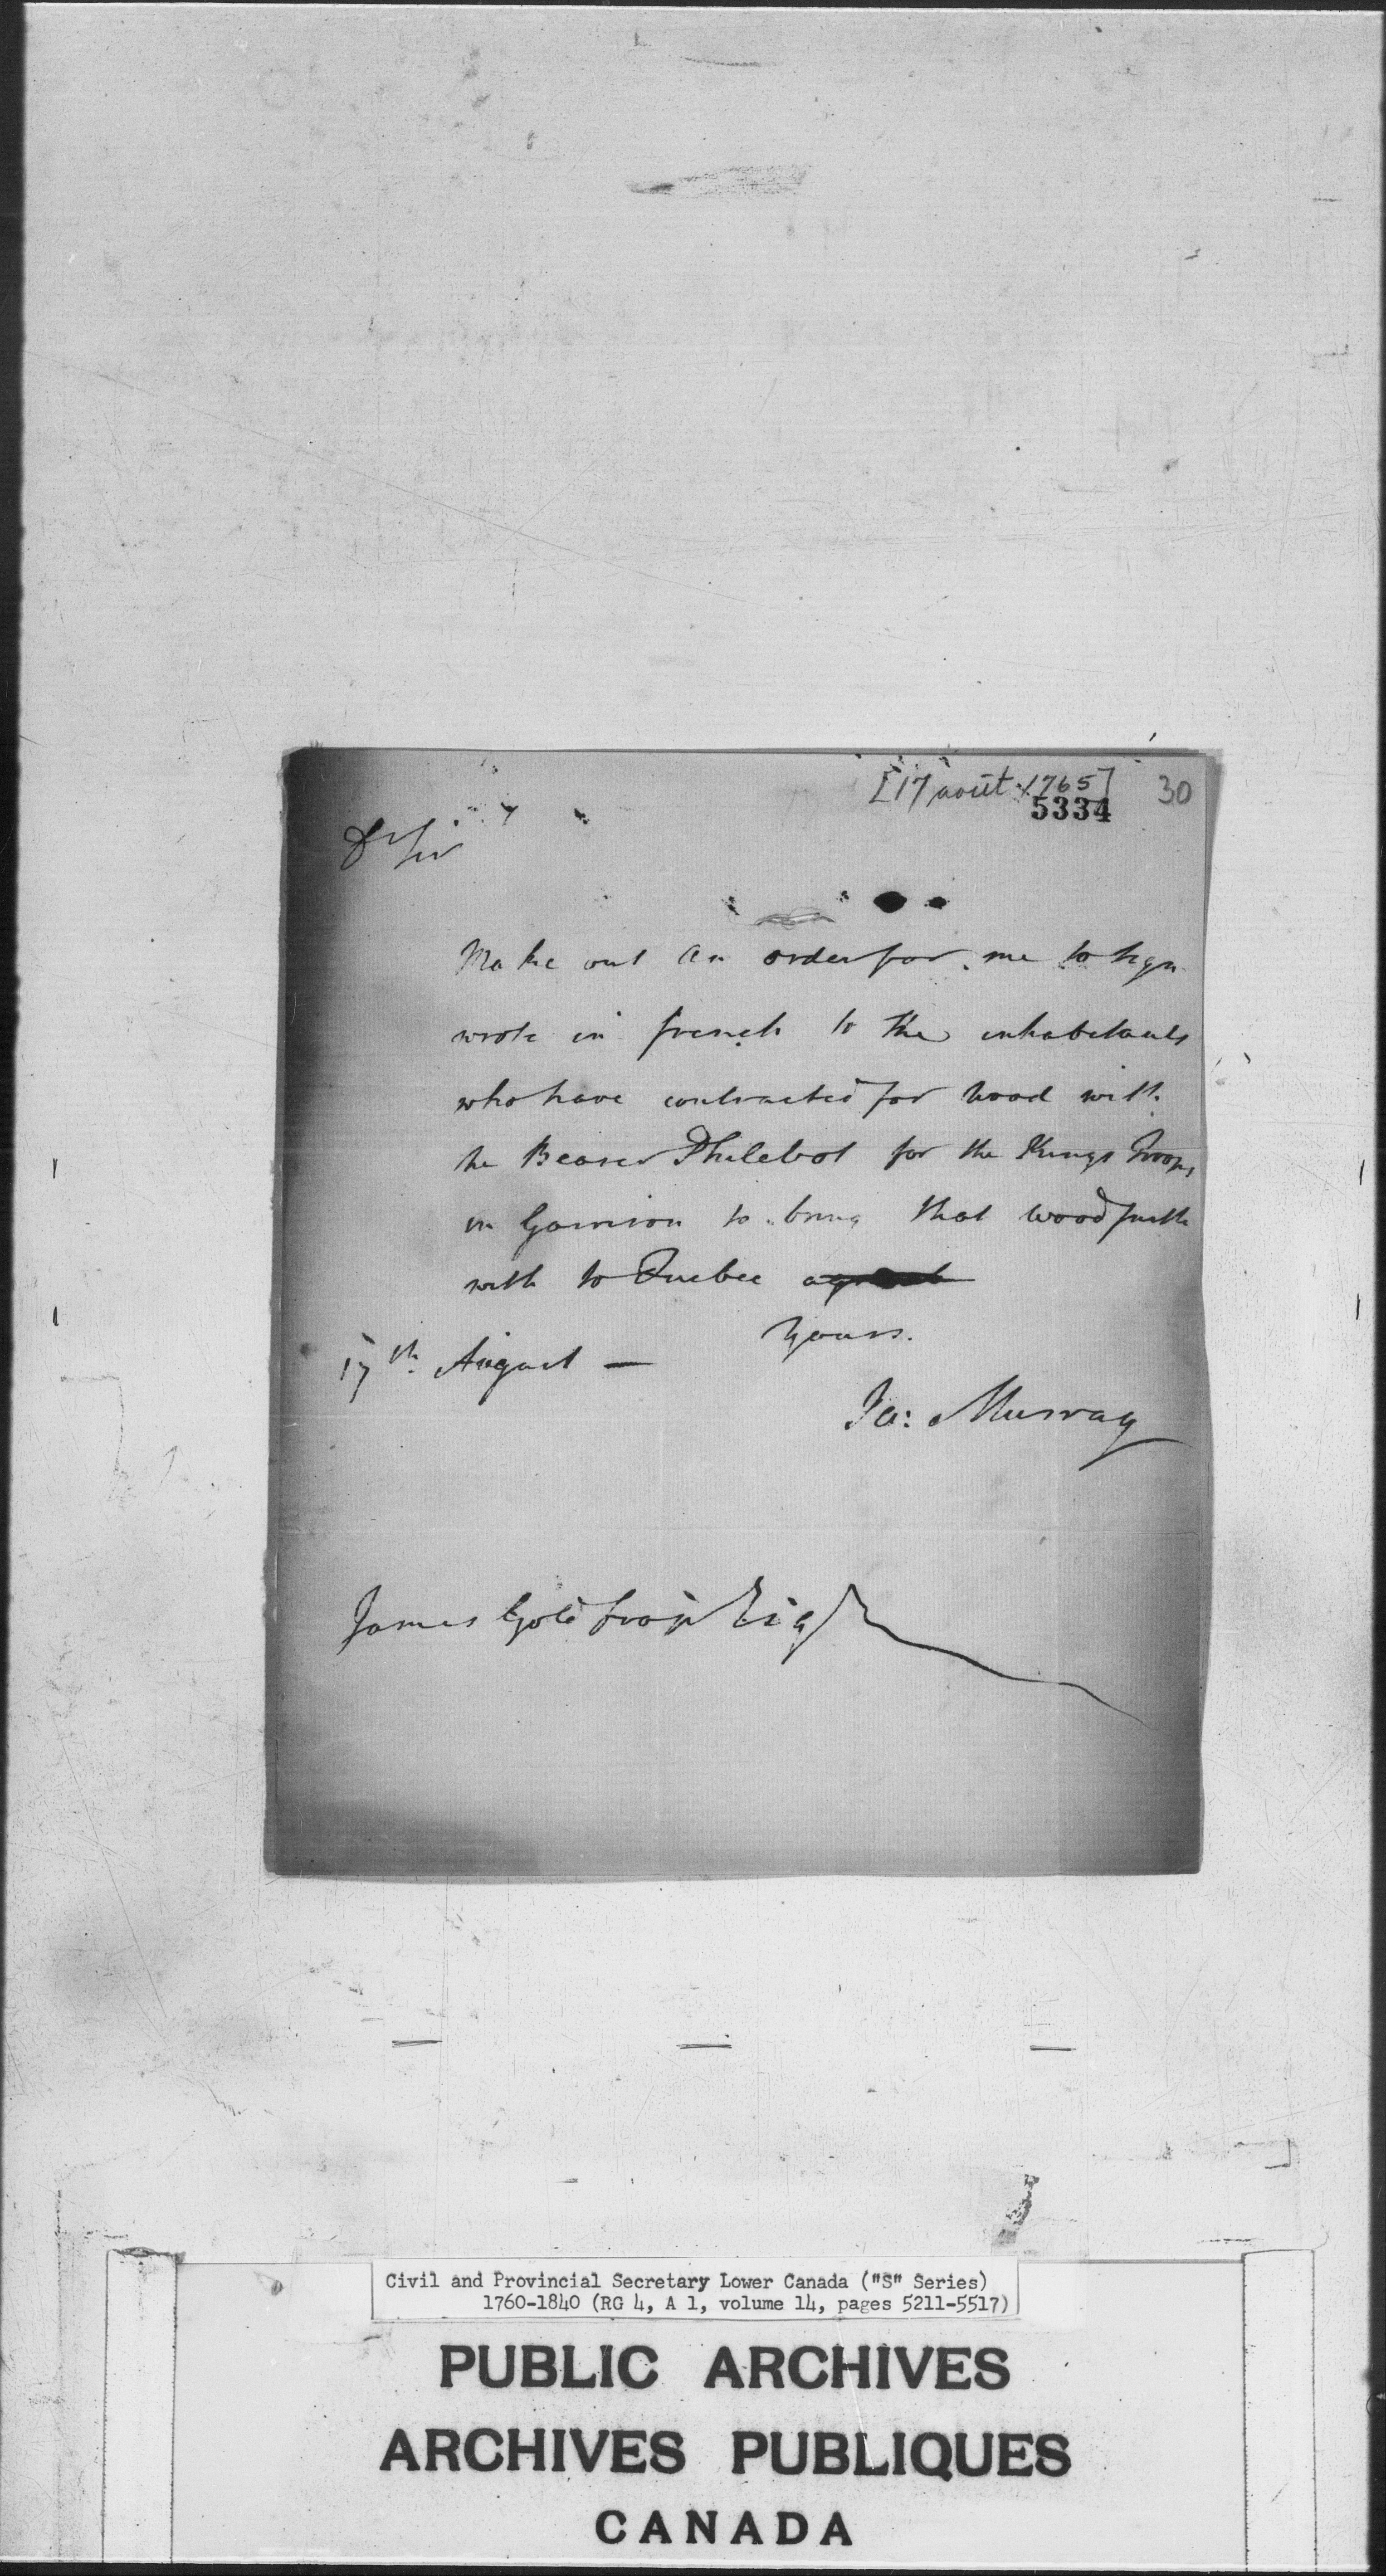 [17 août 1765] 30
5334
Dr Sir
Make out an order for me to sign
wrote in french to the inhabitants
who have contracted for wood with
he Bearer Philebot for the Kings Troops
in Garrison to bring that wood forth
with to Quebec
Yours.
17th August —
Ja: Murray
James Goldfrap Esqr
Civil and Provincial Secretary Lower Canada ("S" Series)
1760-1840 (RG 4, A 1, volume 14, pages 5211-5517)
PUBLIC ARCHIVES
ARCHIVES PUBLIQUES
CANADA